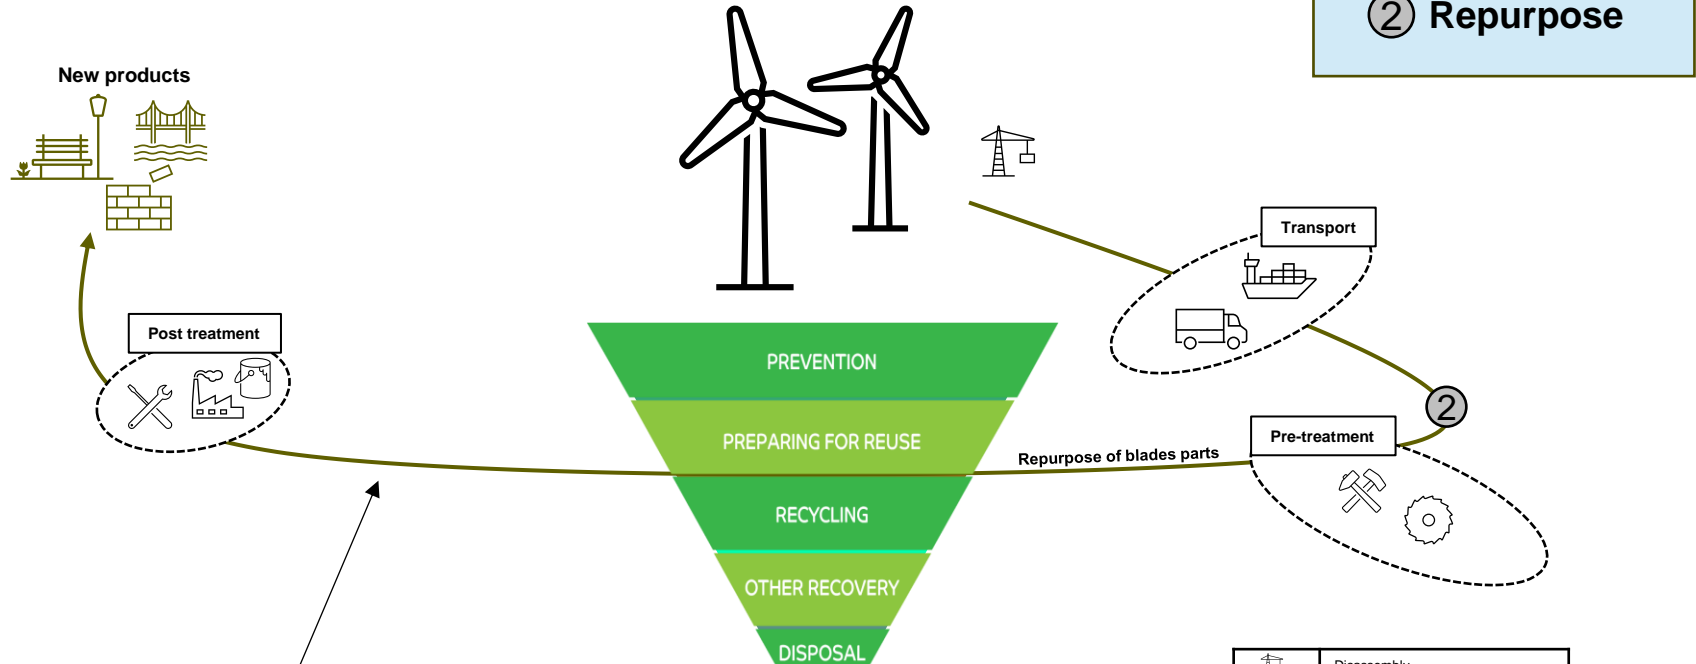 2 Repurpose
New products
Transport
Post treatment
PREVENTION
2
PREPARING FOR REUSE
Pre-treatment
Repurpose of blades parts
RECYCLING
OTHER RECOVERY
DISPOSAL
Disassembly